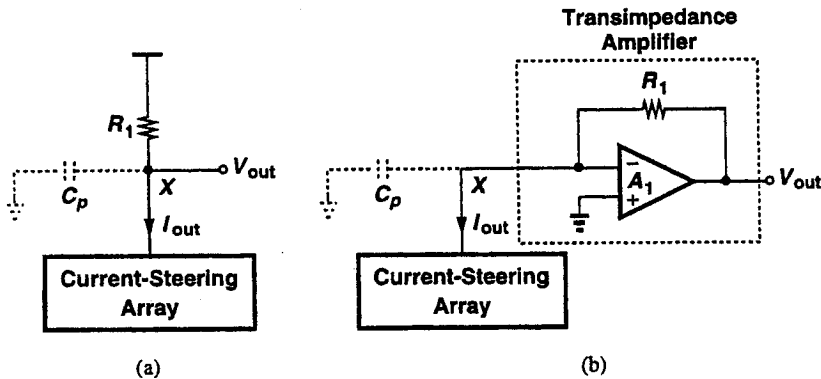 Transimpedance
Amplifier
R1
R1
Vout
Cp
X
Iout
Current-Steering
Array
(a)
−
A1
+
Vout
Cp
X
Iout
Current-Steering
Array
(b)